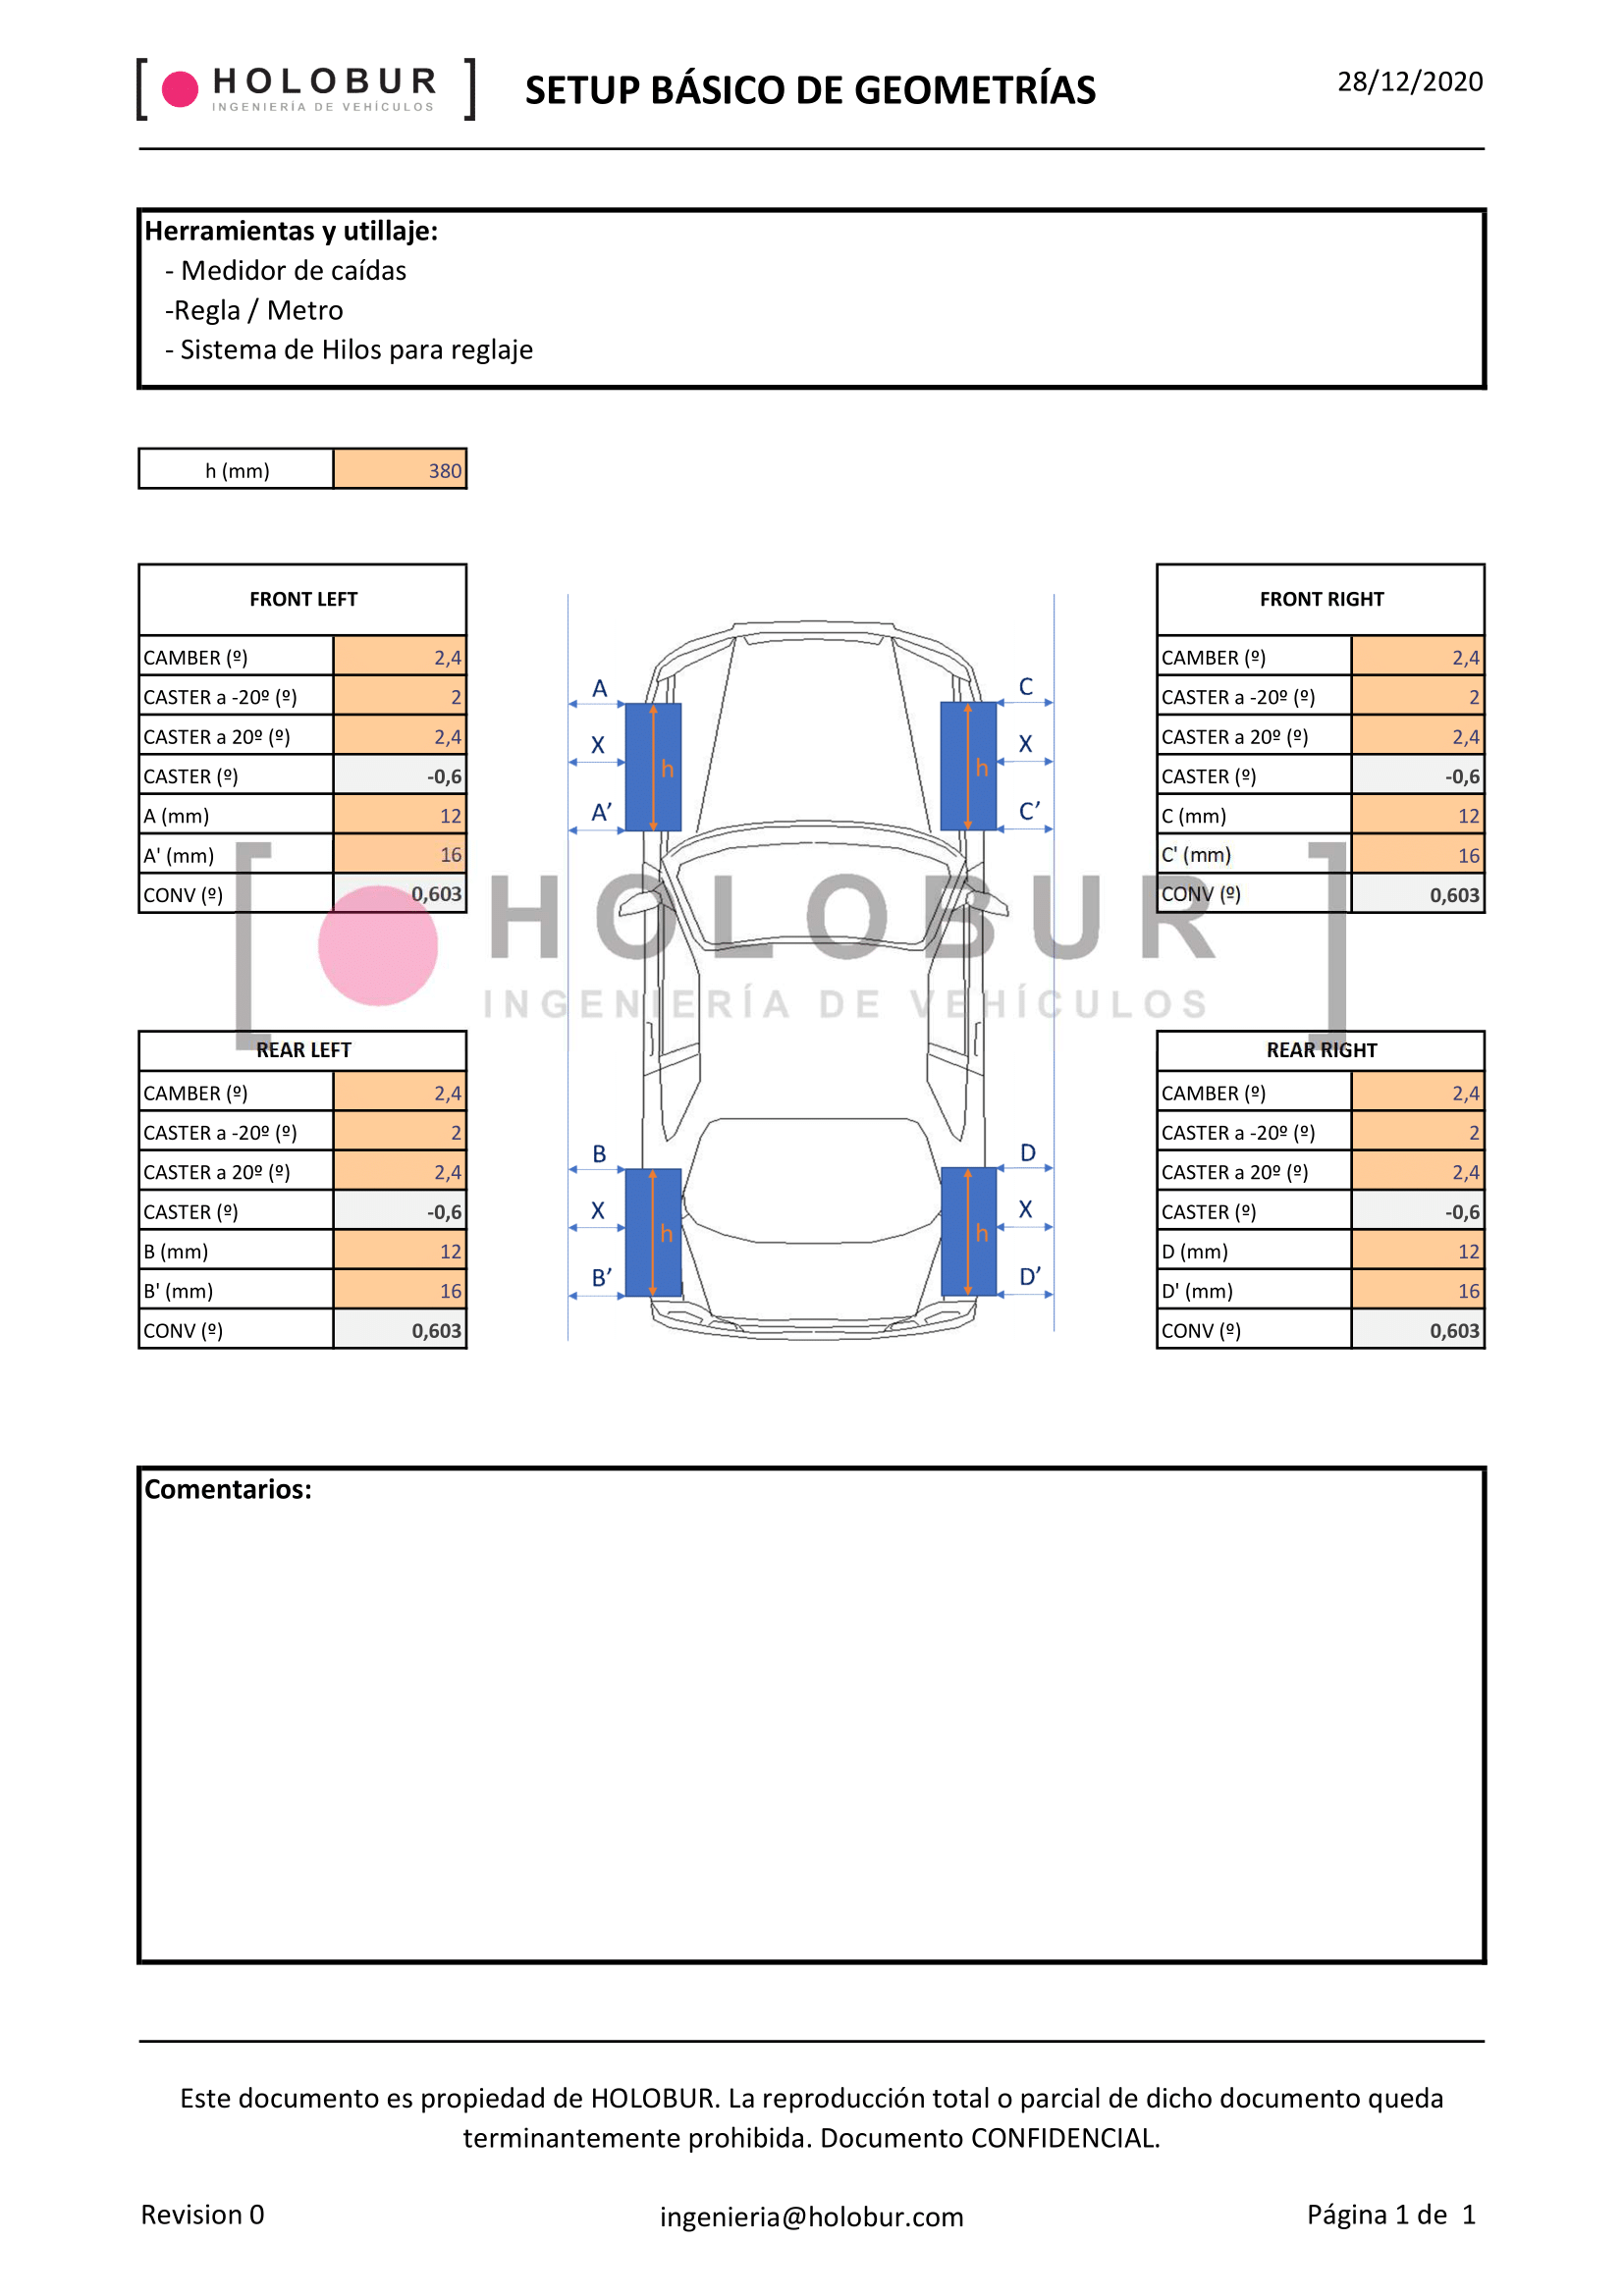 HOLOBUR
INGENIERÍA DE VEHÍCULOS
SETUP BÁSICO DE GEOMETRÍAS
28/12/2020
Herramientas y utillaje:
- Medidor de caídas
-Regla / Metro
- Sistema de Hilos para reglaje
h (mm) 380
FRONT LEFT
CAMBER (º) 2,4
CASTER a -20º (º) 2
CASTER a 20º (º) 2,4
CASTER (º) -0,6
A (mm) 12
A' (mm) 16
CONV (º) 0,603
A
X
A’
h
C
X
C’
h
FRONT RIGHT
CAMBER (º) 2,4
CASTER a -20º (º) 2
CASTER a 20º (º) 2,4
CASTER (º) -0,6
C (mm) 12
C' (mm) 16
CONV (º) 0,603
HOLOBUR
INGENIERÍA DE VEHÍCULOS
REAR LEFT
CAMBER (º) 2,4
CASTER a -20º (º) 2
CASTER a 20º (º) 2,4
CASTER (º) -0,6
B (mm) 12
B' (mm) 16
CONV (º) 0,603
B
X
B’
h
D
X
D’
h
REAR RIGHT
CAMBER (º) 2,4
CASTER a -20º (º) 2
CASTER a 20º (º) 2,4
CASTER (º) -0,6
D (mm) 12
D' (mm) 16
CONV (º) 0,603
Comentarios:
Este documento es propiedad de HOLOBUR. La reproducción total o parcial de dicho documento queda
terminantemente prohibida. Documento CONFIDENCIAL.
Revision 0
ingenieria@holobur.com
Página 1 de 1